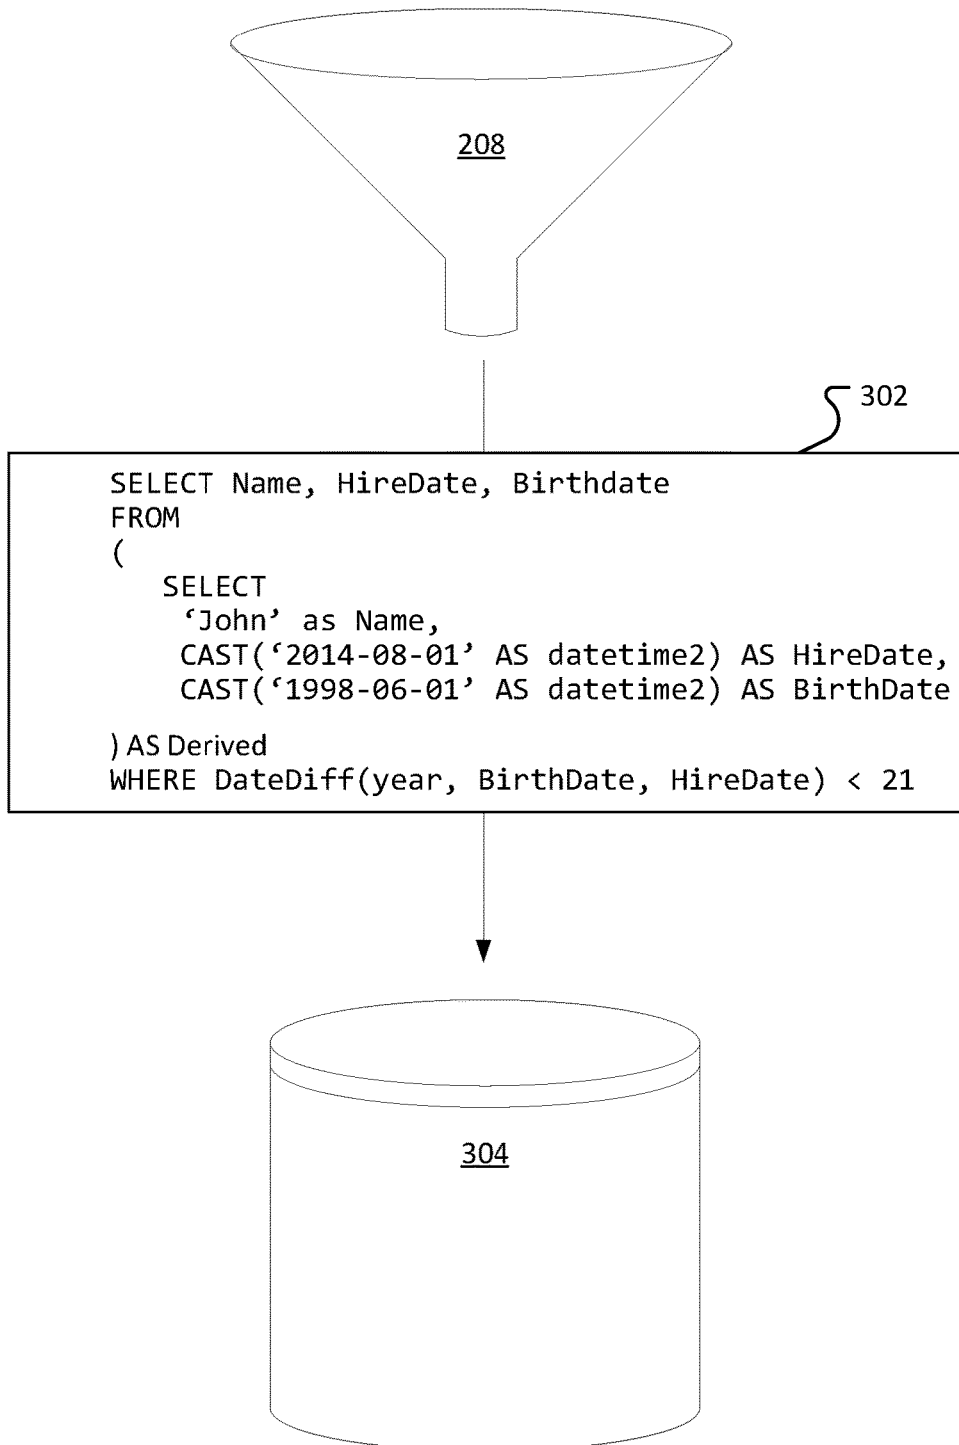 208
302
SELECT Name, HireDate, Birthdate
FROM
(
SELECT
‘John’ as Name,
CAST(‘2014-08-01’ AS datetime2) AS HireDate,
CAST(‘1998-06-01’ AS datetime2) AS BirthDate
) AS Derived
WHERE DateDiff(year, BirthDate, HireDate) < 21
304